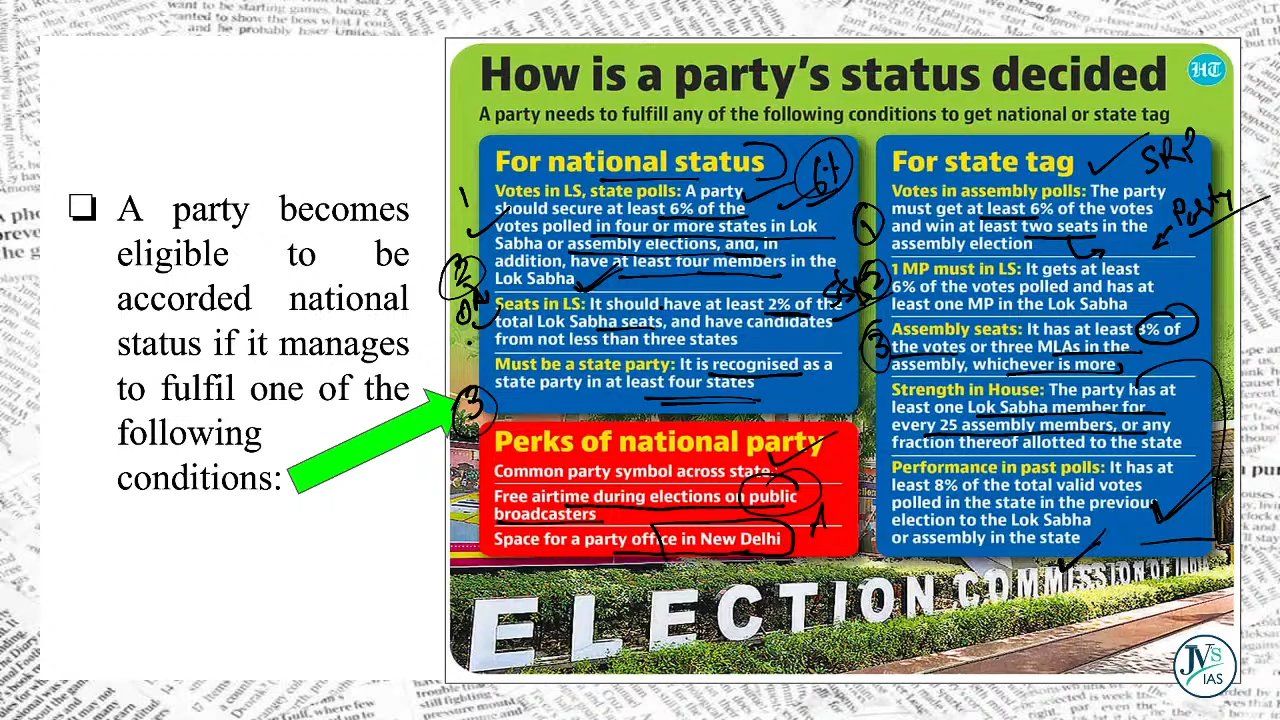 ❏ A party becomes
eligible to be
accorded national
status if it manages
to fulfil one of the
following
conditions:
How is a party's status decided
HT
A party needs to fulfill any of the following conditions to get national or state tag
For national status
6+
1
Votes in LS, state polls: A party
should secure at least 6% of the
votes polled in four or more states in Lok
Sabha or assembly elections, and, in
addition, have at least four members in the
Lok Sabha
Seats in LS: It should have at least 2% of the
total Lok Sabha seats, and have candidates
from not less than three states
Must be a state party: It is recognised as a
state party in at least four states
3
Perks of national party
Common party symbol across state
Free airtime during elections on public
broadcasters
Space for a party office in New Delhi
For state tag
SRP
Party
Votes in assembly polls: The party
must get at least 6% of the votes
and win at least two seats in the
assembly election
1
1 MP must in LS: It gets at least
6% of the votes polled and has at
least one MP in the Lok Sabha
Assembly seats: It has at least 3% of
the votes or three MLAs in the
assembly, whichever is more
3
Strength in House: The party has at
least one Lok Sabha member for
every 25 assembly members, or any
fraction thereof allotted to the state
Performance in past polls: It has at
least 8% of the total valid votes
polled in the state in the previous
election to the Lok Sabha
or assembly in the state
ELECTION COMMISSION OF INDIA
JVS
IAS